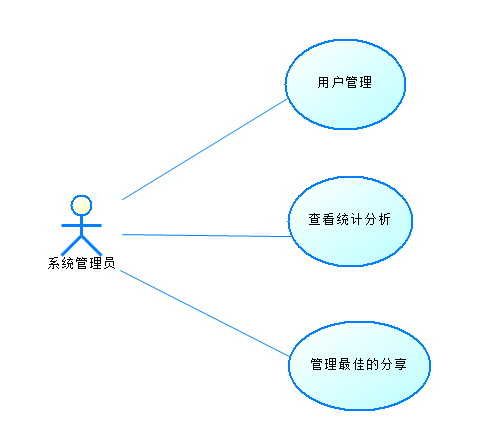 用户管理
查看统计分析
系统管理员
管理最佳的分享